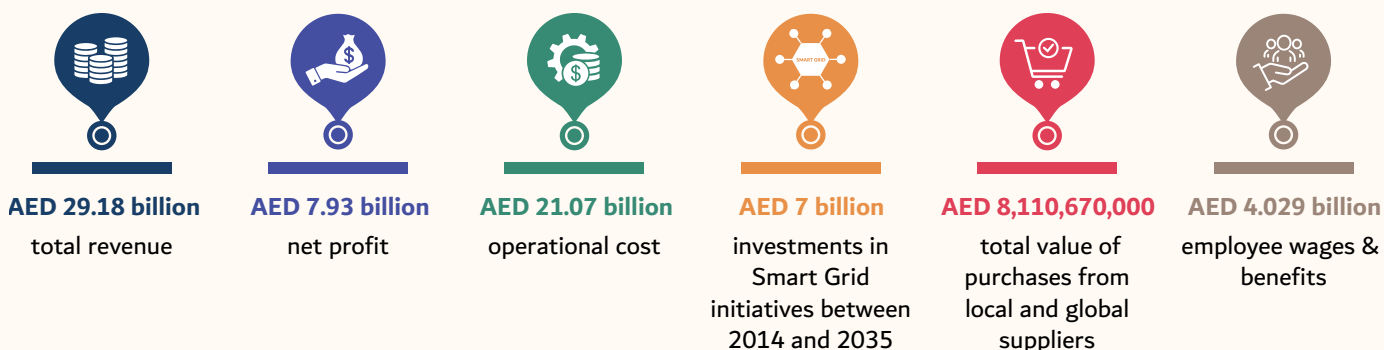 SMART GRID
AED 29.18 billion
total revenue
AED 7.93 billion
net profit
AED 21.07 billion
operational cost
AED 7 billion
investments in
Smart Grid
initiatives between
2014 and 2035
AED 8,110,670,000
total value of
purchases from
local and global
suppliers
AED 4.029 billion
employee wages &
benefits